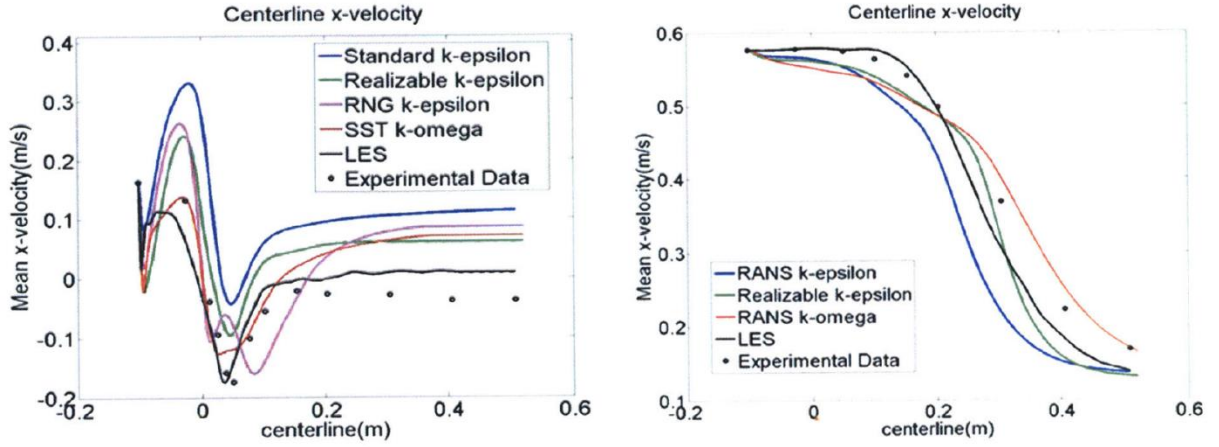 Centerline x-velocity
0.4
0.3
0.2
0.1
0
-0.1
-0.2
Mean x-velocity(m/s)
Standard k-epsilon
Realizable k-epsilon
RNG k-epsilon
SST k-omega
LES
Experimental Data
-0.2 0 0.2 0.4 0.6
centerline(m)
Centerline x-velocity
0.6
0.5
0.4
0.3
0.2
0.1
Mean x-velocity(m/s)
RANS k-epsilon
Realizable k-epsilon
RANS k-omega
LES
Experimental Data
-0.2 0 0.2 0.4 0.6
centerline(m)